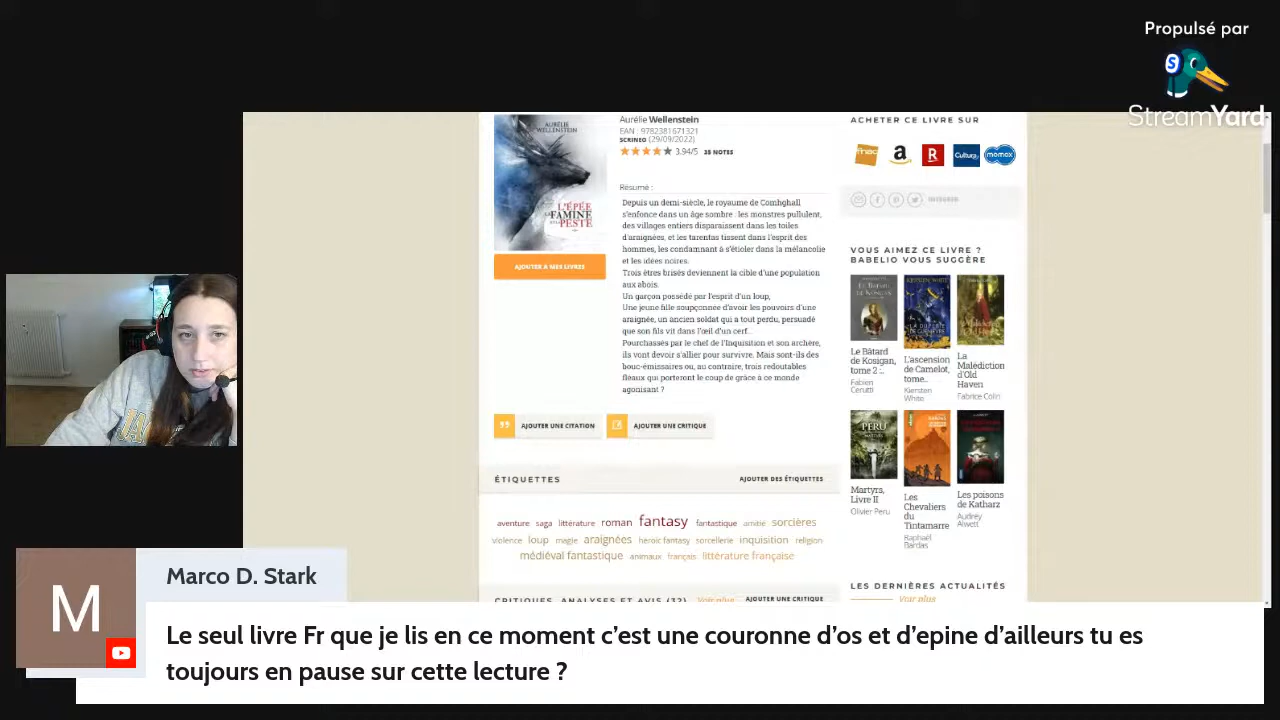 Propulsé par
StreamYard
AURÉLIE
WELLENSTEIN
L'ÉPÉE
FAMINE
PESTE
AJOUTER À MES LIVRES
Aurélie Wellenstein
EAN : 9782381671321
SCRINEO (29/09/2022)
3.94/5 35 NOTES
Résumé :
Depuis un demi-siècle, le royaume de Comhghall
s'enfonce dans un âge sombre : les monstres pullulent,
des villages entiers disparaissent dans les toiles
d'araignées, et les tarentas tissent dans l'esprit des
hommes, les condamnant à s'étioler dans la mélancolie
et les idées noires.
Trois êtres brisés deviennent la cible d'une population
aux abois.
Un garçon possédé par l'esprit d'un loup,
Une jeune fille soupçonnée d'avoir les pouvoirs d'une
araignée, un ancien soldat qui a tout perdu, persuadé
que son fils vit dans l'œil d'un cerf...
Pourchassés par le chef de l'Inquisition et son archère,
ils vont devoir s'allier pour survivre. Mais sont-ils des
bouc-émissaires ou, au contraire, trois redoutables
fléaux qui porteront le coup de grâce à ce monde
agonisant ?
AJOUTER UNE CITATION
AJOUTER UNE CRITIQUE
ÉTIQUETTES
AJOUTER DES ÉTIQUETTES
aventure saga littérature roman fantasy fantastique amitié sorcières
violence loup magie araignées heroic fantasy sorcellerie inquisition religion
médiéval fantastique animaux français littérature française
CRITIQUES, ANALYSES ET AVIS (32) Voir plus AJOUTER UNE CRITIQUE
ACHETER CE LIVRE SUR
fnac
a
R
Cultura
momox
INTÉGRER
VOUS AIMEZ CE LIVRE ?
BABELIO VOUS SUGGÈRE
Le Bâtard
de Kosigan,
tome 2 :...
Fabien
Cerutti
L'ascension
de Camelot,
tome...
Kiersten
White
La
Malédiction
d'Old
Haven
Fabrice Colin
PERU
Martyrs,
Livre II
Olivier Peru
Les
Chevaliers
du
Tintamarre
Raphaël
Bardas
Les poisons
de Katharz
Audrey
Alwett
LES DERNIÈRES ACTUALITÉS
Voir plus
M
Marco D. Stark
Le seul livre Fr que je lis en ce moment c'est une couronne d'os et d'epine d'ailleurs tu es
toujours en pause sur cette lecture ?